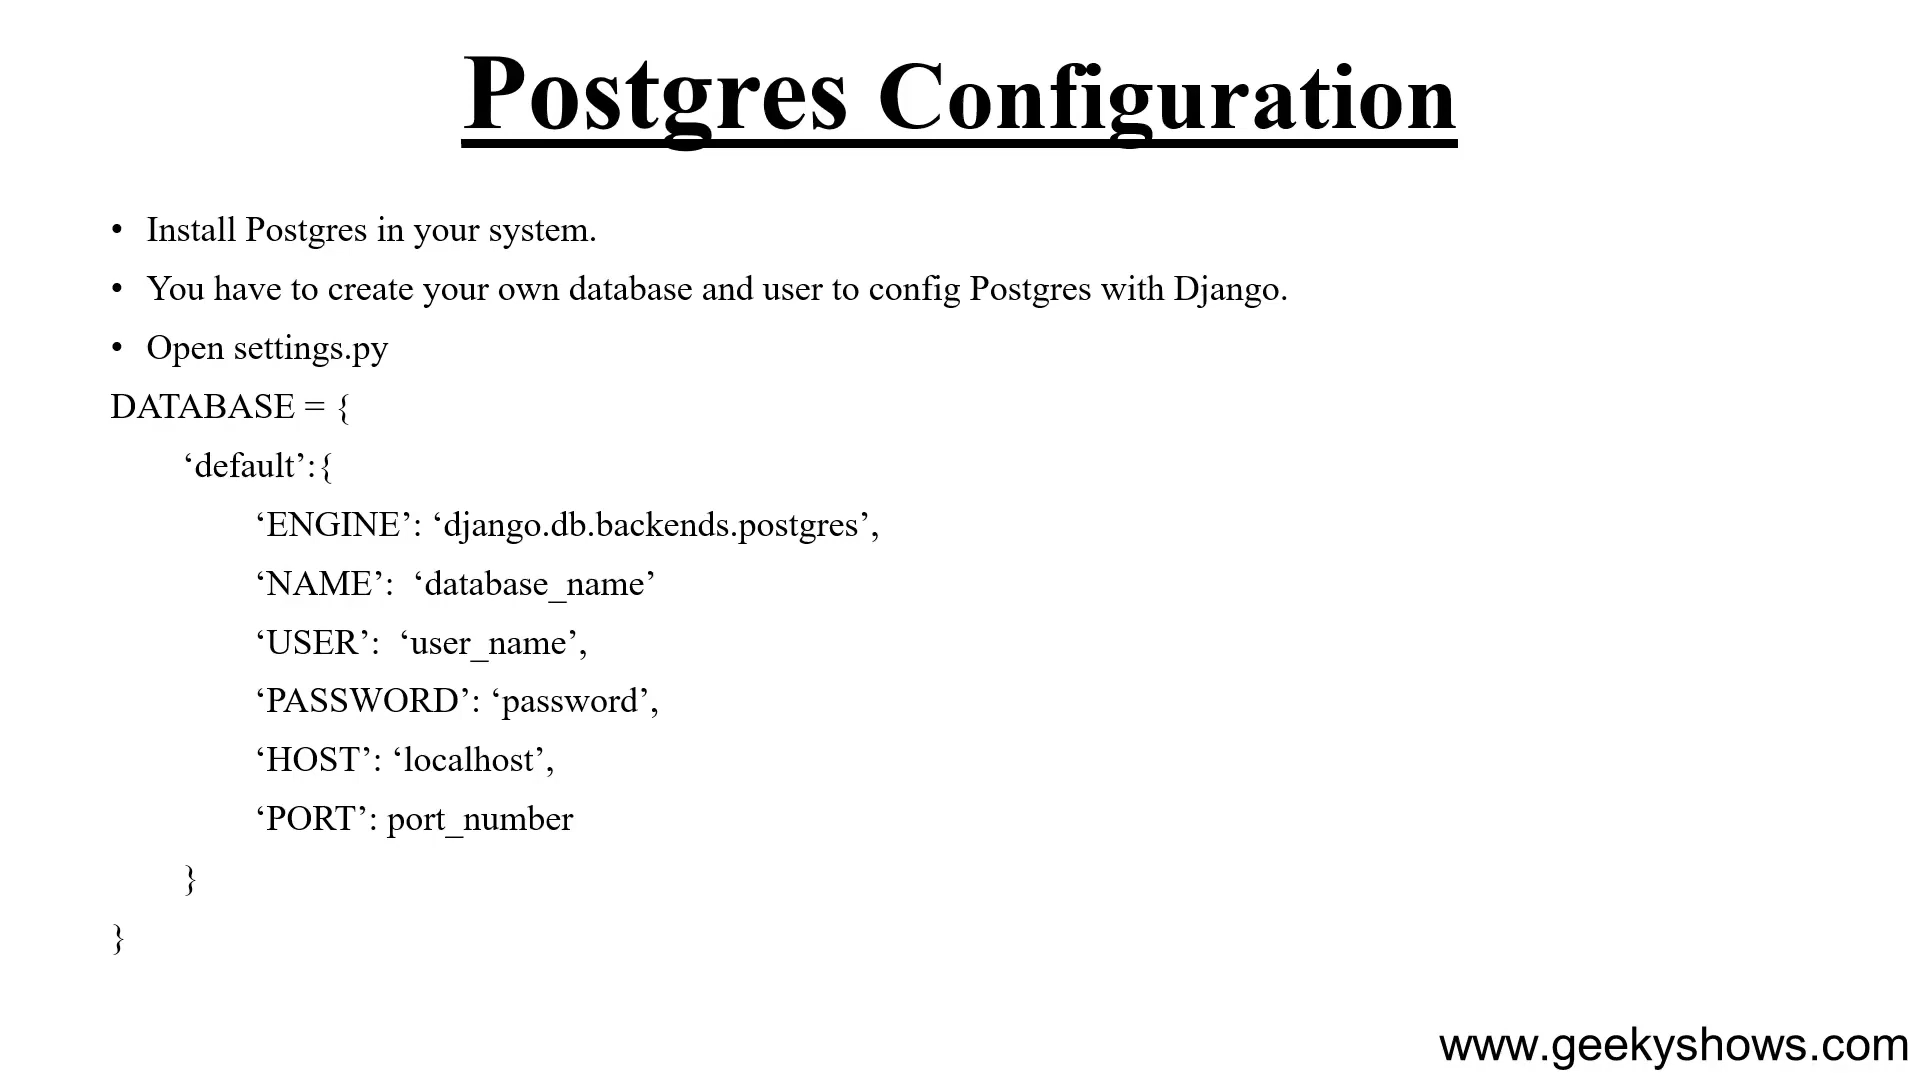 Postgres Configuration
• Install Postgres in your system.
• You have to create your own database and user to config Postgres with Django.
• Open settings.py
DATABASE = {
‘default’:{
‘ENGINE’: ‘django.db.backends.postgres’,
‘NAME’:  ‘database_name’
‘USER’:  ‘user_name’,
‘PASSWORD’: ‘password’,
‘HOST’: ‘localhost’,
‘PORT’: port_number
}
}
www.geekyshows.com